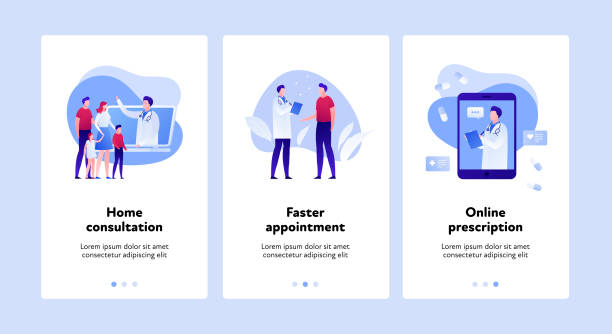 Home
consultation
Lorem ipsum dolor sit amet,
consectetur adipiscing elit
Faster
appointment
Lorem ipsum dolor sit amet,
consectetur adipiscing elit
Online
prescription
Lorem ipsum dolor sit amet,
consectetur adipiscing elit